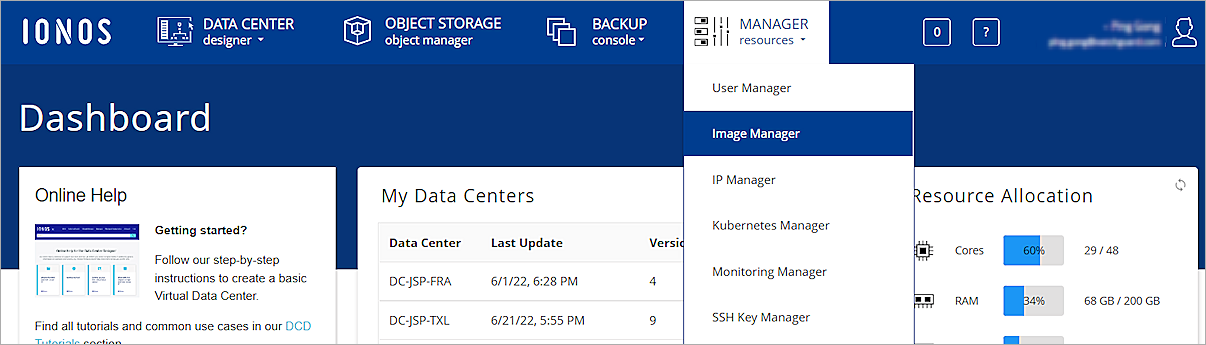 IONOS
DATA CENTER
designer
OBJECT STORAGE
object manager
BACKUP
console
MANAGER
resources
0
?
Dashboard
User Manager
Image Manager
IP Manager
Kubernetes Manager
Monitoring Manager
SSH Key Manager
Online Help
Getting started?
Follow our step-by-step
instructions to create a basic
Virtual Data Center.
Find all tutorials and common use cases in our DCD
Tutorials section.
My Data Centers
Data Center Last Update Versio
DC-JSP-FRA 6/1/22, 6:28 PM 4
DC-JSP-TXL 6/21/22, 5:55 PM 9
Resource Allocation
Cores 60% 29 / 48
RAM 34% 68 GB / 200 GB